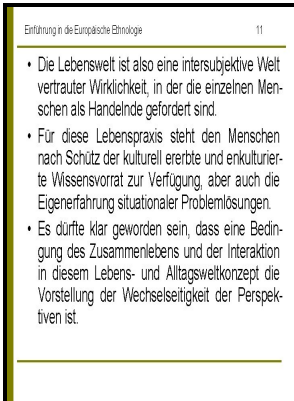 Einführung in die Europäische Ethnologie 11
• Die Lebenswelt ist also eine intersubjektive Welt
vertrauter Wirklichkeit, in der die einzelnen Men-
schen als Handelnde gefordert sind.
• Für diese Lebenspraxis steht den Menschen
nach Schütz der kulturell ererbte und enkulturier-
te Wissensvorrat zur Verfügung, aber auch die
Eigenerfahrung situationaler Problemlösungen.
• Es dürfte klar geworden sein, dass eine Bedin-
gung des Zusammenlebens und der Interaktion
in diesem Lebens- und Alltagsweltkonzept die
Vorstellung der Wechselseitigkeit der Perspek-
tiven ist.